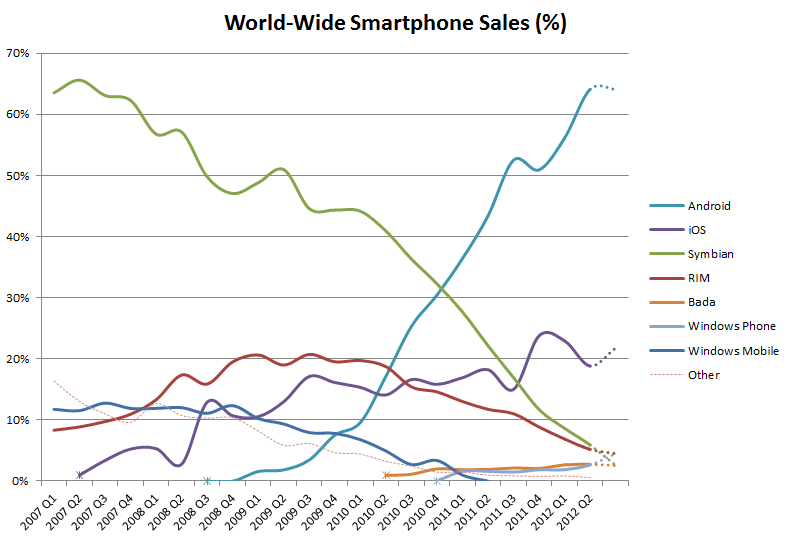 World-Wide Smartphone Sales (%)
70%
60%
50%
40%
30%
20%
10%
0%
2007 Q1
2007 Q2
2007 Q3
2007 Q4
2008 Q1
2008 Q2
2008 Q3
2008 Q4
2009 Q1
2009 Q2
2009 Q3
2009 Q4
2010 Q1
2010 Q2
2010 Q3
2010 Q4
2011 Q1
2011 Q2
2011 Q3
2011 Q4
2012 Q1
2012 Q2
Android
iOS
Symbian
RIM
Bada
Windows Phone
Windows Mobile
Other